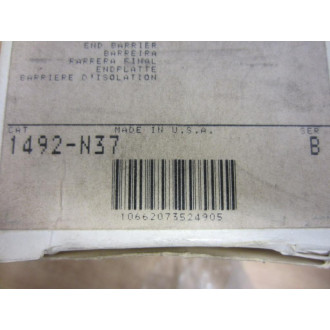 END BARRIER
BARREIRA
BARRERA FINAL
ENDPLATTE
BARRIERE D'ISOLATION
CAT MADE IN U.S.A. SER
1492-N37 B
10662073524905